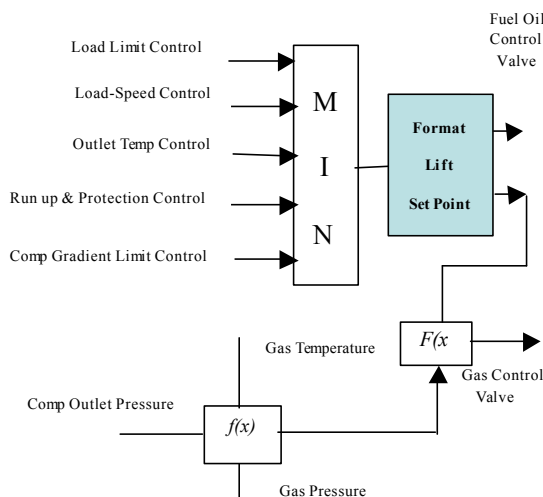 Fuel Oil
Control
Valve
Load Limit Control
Load-Speed Control
Outlet Temp Control
Run up & Protection Control
Comp Gradient Limit Control
M
I
N
Format
Lift
Set Point
F(x
Gas Temperature
Gas Control
Valve
Comp Outlet Pressure
f(x)
Gas Pressure